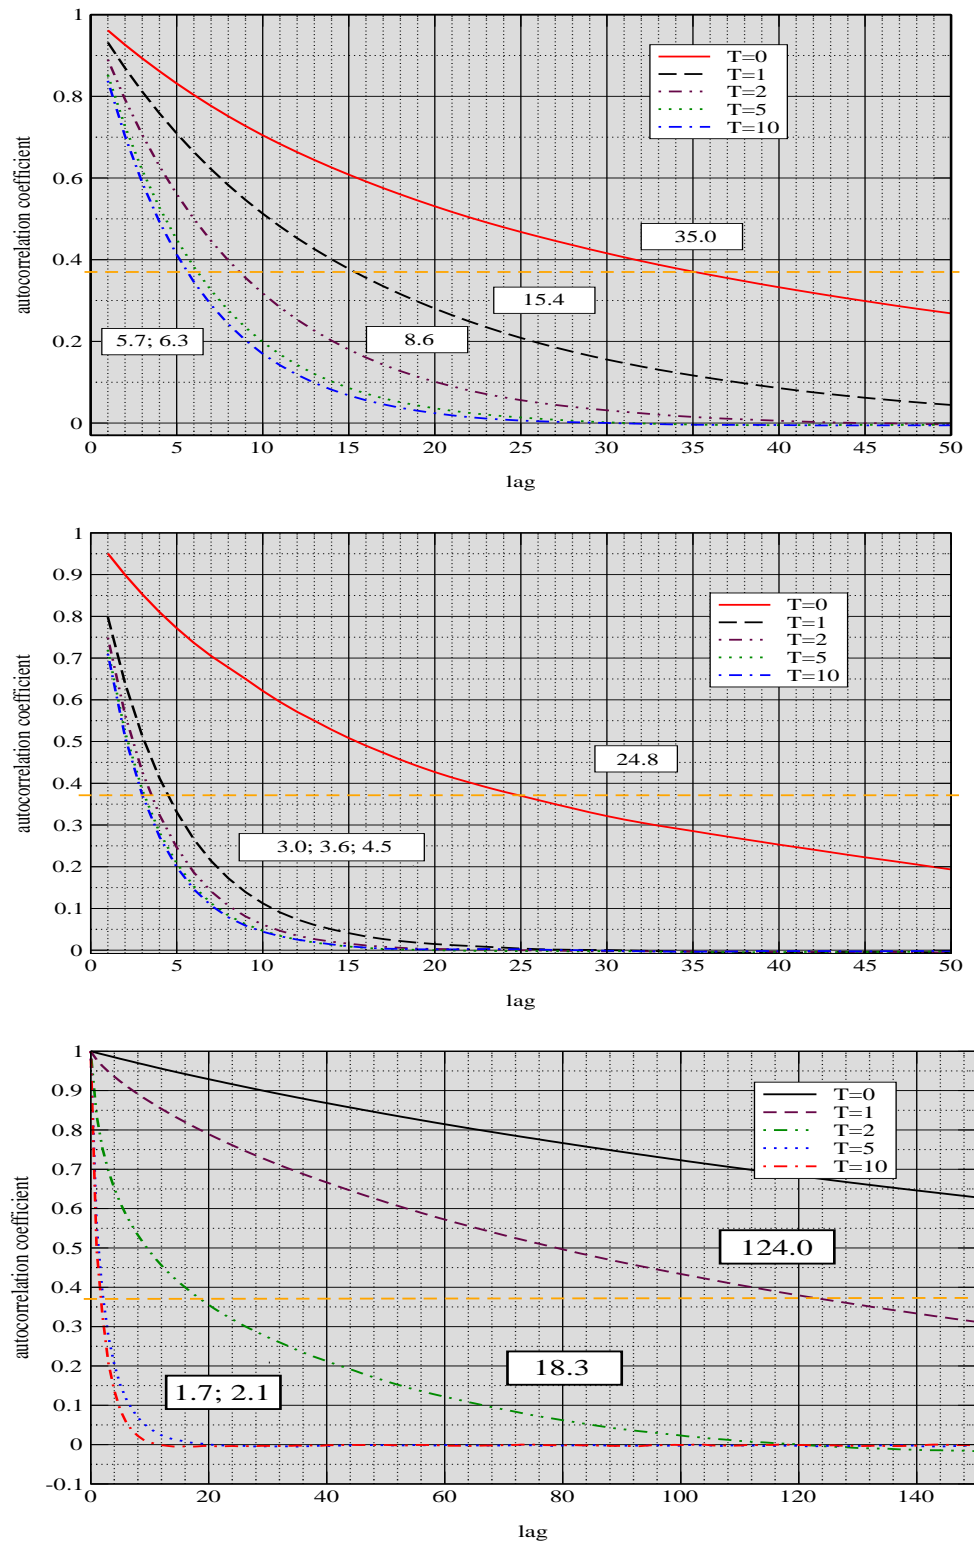 1
0.8
0.6
0.4
0.2
0
autocorrelation coefficient
T=0
T=1
T=2
T=5
T=10
35.0
15.4
8.6
5.7; 6.3
0 5 10 15 20 25 30 35 40 45 50
lag
1
0.9
0.8
0.7
0.6
0.5
0.4
0.3
0.2
0.1
0
autocorrelation coefficient
T=0
T=1
T=2
T=5
T=10
24.8
3.0; 3.6; 4.5
0 5 10 15 20 25 30 35 40 45 50
lag
1
0.9
0.8
0.7
0.6
0.5
0.4
0.3
0.2
0.1
0
-0.1
autocorrelation coefficient
T=0
T=1
T=2
T=5
T=10
124.0
18.3
1.7; 2.1
0 20 40 60 80 100 120 140
lag